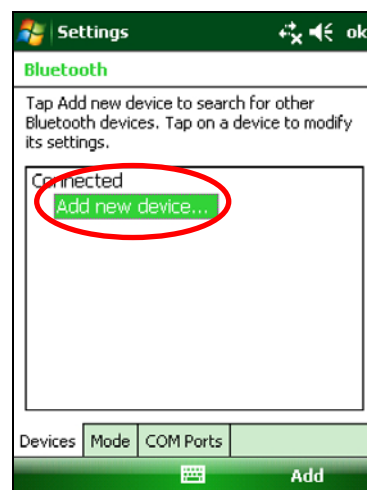 Settings ok
Bluetooth
Tap Add new device to search for other
Bluetooth devices. Tap on a device to modify
its settings.
Connected
Add new device...
Devices Mode COM Ports
Add